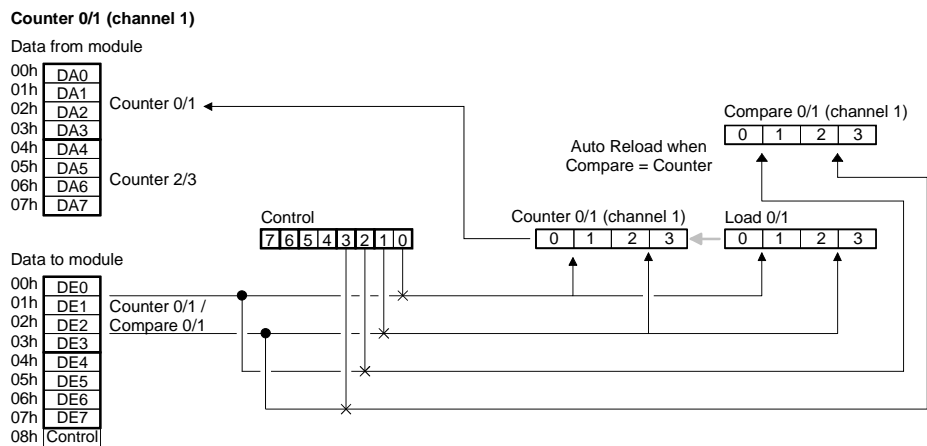 Counter 0/1 (channel 1)
Data from module
00h DA0
01h DA1
02h DA2
03h DA3
04h DA4
05h DA5
06h DA6
07h DA7
Counter 0/1
Counter 2/3
Compare 0/1 (channel 1)
0 1 2 3
Auto Reload when
Compare = Counter
Control
7 6 5 4 3 2 1 0
Counter 0/1 (channel 1)
0 1 2 3
Load 0/1
0 1 2 3
Data to module
00h DE0
01h DE1
02h DE2
03h DE3
04h DE4
05h DE5
06h DE6
07h DE7
08h Control
Counter 0/1 /
Compare 0/1